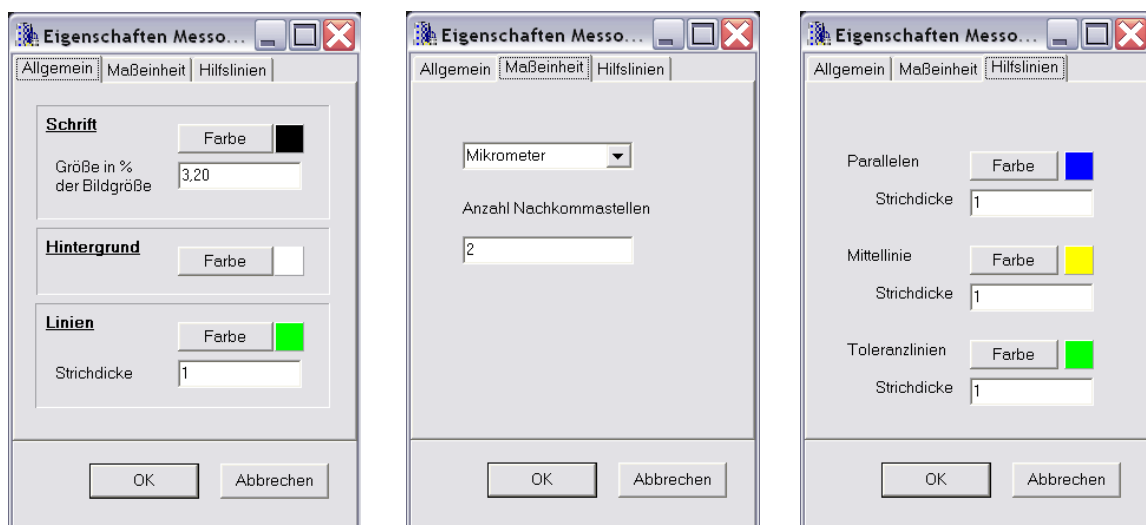 Eigenschaften Messo...
Allgemein Maßeinheit Hilfslinien
Schrift
Farbe
Größe in %
der Bildgröße
3,20
Hintergrund
Farbe
Linien
Farbe
Strichdicke
1
OK Abbrechen
Eigenschaften Messo...
Allgemein Maßeinheit Hilfslinien
Mikrometer
Anzahl Nachkommastellen
2
OK Abbrechen
Eigenschaften Messo...
Allgemein Maßeinheit Hilfslinien
Parallelen Farbe
Strichdicke 1
Mittellinie Farbe
Strichdicke 1
Toleranzlinien Farbe
Strichdicke 1
OK Abbrechen